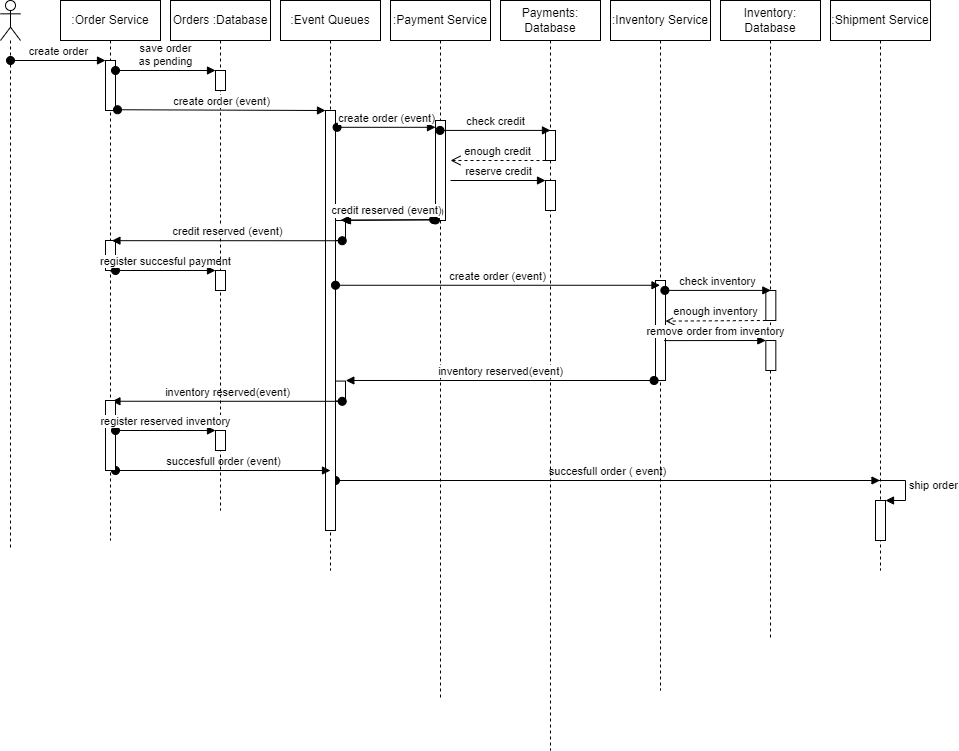 :Order Service
Orders :Database
:Event Queues
:Payment Service
Payments:
Database
:Inventory Service
Inventory:
Database
:Shipment Service
create order
save order
as pending
create order (event)
create order (event)
check credit
enough credit
reserve credit
credit reserved (event)
credit reserved (event)
register succesful payment
create order (event)
check inventory
enough inventory
remove order from inventory
inventory reserved(event)
inventory reserved(event)
register reserved inventory
succesfull order (event)
succesfull order ( event)
ship order